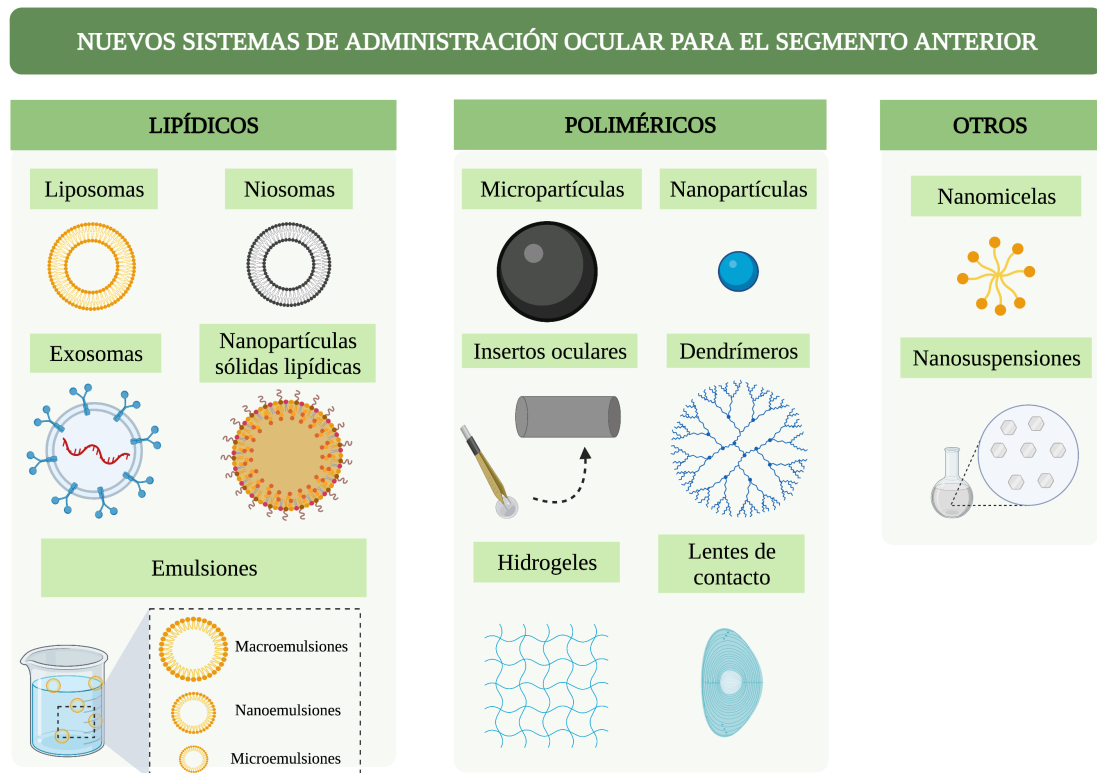 NUEVOS SISTEMAS DE ADMINISTRACIÓN OCULAR PARA EL SEGMENTO ANTERIOR
LIPÍDICOS
Liposomas
Niosomas
Exosomas
Nanopartículas
sólidas lipídicas
Emulsiones
Macroemulsiones
Nanoemulsiones
Microemulsiones
POLIMÉRICOS
Micropartículas
Nanopartículas
Insertos oculares
Dendrímeros
Hidrogeles
Lentes de
contacto
OTROS
Nanomicelas
Nanosuspensiones